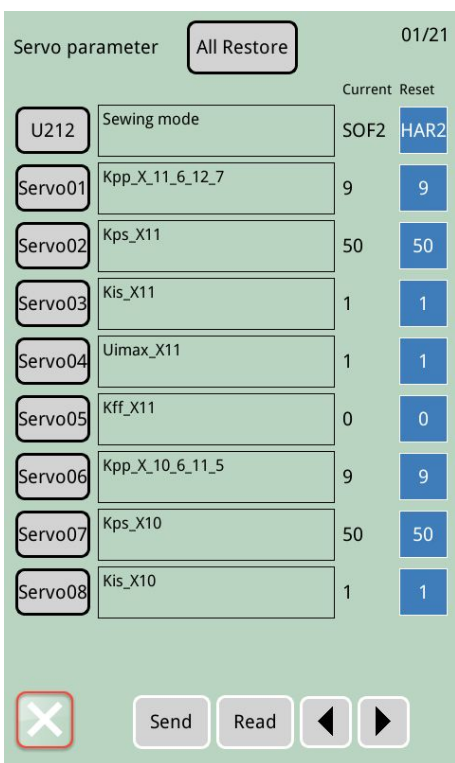 Servo parameter All Restore 01/21
Current Reset
U212 Sewing mode SOF2 HAR2
Servo01 Kpp_X_11_6_12_7 9 9
Servo02 Kps_X11 50 50
Servo03 Kis_X11 1 1
Servo04 Uimax_X11 1 1
Servo05 Kff_X11 0 0
Servo06 Kpp_X_10_6_11_5 9 9
Servo07 Kps_X10 50 50
Servo08 Kis_X10 1 1
Send Read